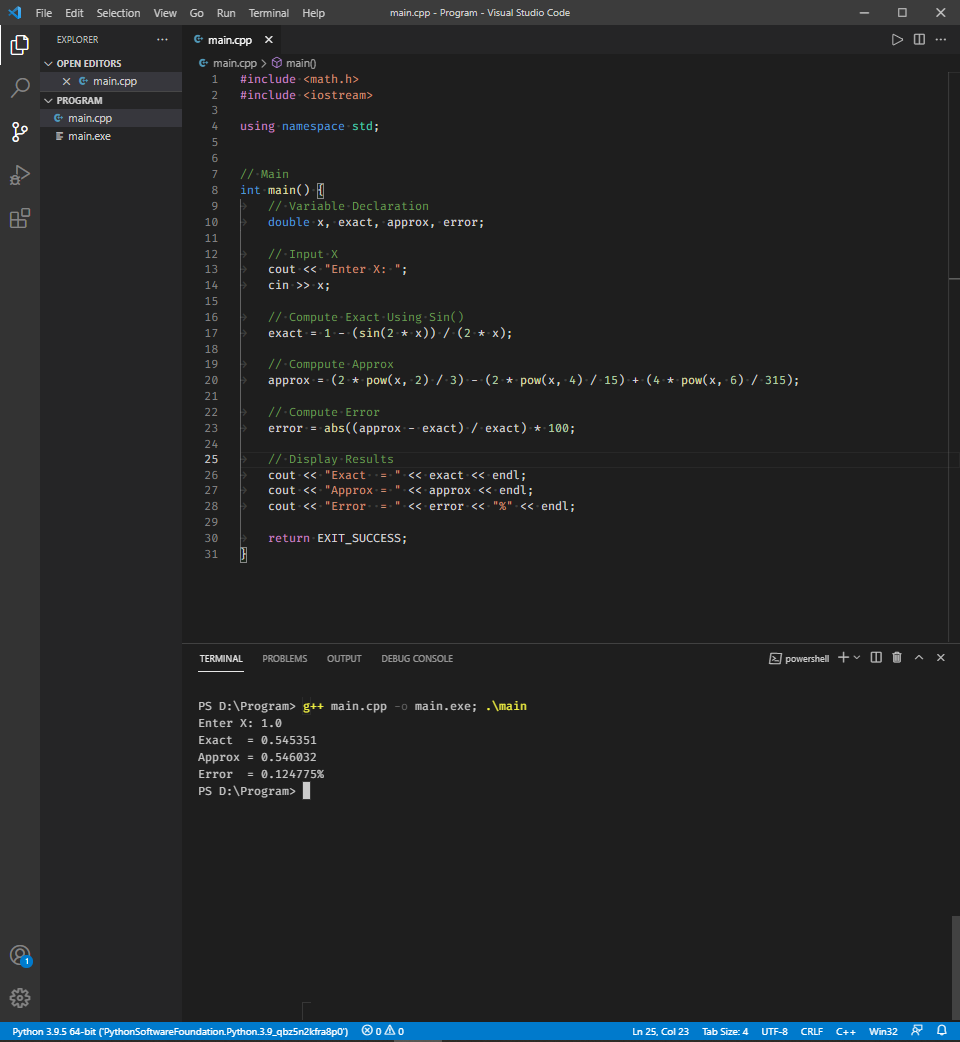 File Edit Selection View Go Run Terminal Help main.cpp - Program - Visual Studio Code
EXPLORER
main.cpp
OPEN EDITORS
main.cpp > main()
main.cpp
PROGRAM
main.cpp
main.exe
1 #include <math.h>
2 #include <iostream>
3
4 using namespace std;
5
6
7 // Main
8 int main() {
9 // Variable Declaration
10 double x, exact, approx, error;
11
12 // Input X
13 cout << "Enter X: ";
14 cin >> x;
15
16 // Compute Exact Using Sin()
17 exact = 1 - (sin(2 * x)) / (2 * x);
18
19 // Comppute Approx
20 approx = (2 * pow(x, 2) / 3) - (2 * pow(x, 4) / 15) + (4 * pow(x, 6) / 315);
21
22 // Compute Error
23 error = abs((approx - exact) / exact) * 100;
24
25 // Display Results
26 cout << "Exact  = " << exact << endl;
27 cout << "Approx = " << approx << endl;
28 cout << "Error  = " << error << "%" << endl;
29
30 return EXIT_SUCCESS;
31 }
TERMINAL PROBLEMS OUTPUT DEBUG CONSOLE powershell
PS D:\Program> g++ main.cpp -o main.exe; .\main
Enter X: 1.0
Exact  = 0.545351
Approx = 0.546032
Error  = 0.124775%
PS D:\Program>
1
Python 3.9.5 64-bit ('PythonSoftwareFoundation.Python.3.9_qbz5n2kfra8p0') 0 0 Ln 25, Col 23 Tab Size: 4 UTF-8 CRLF C++ Win32